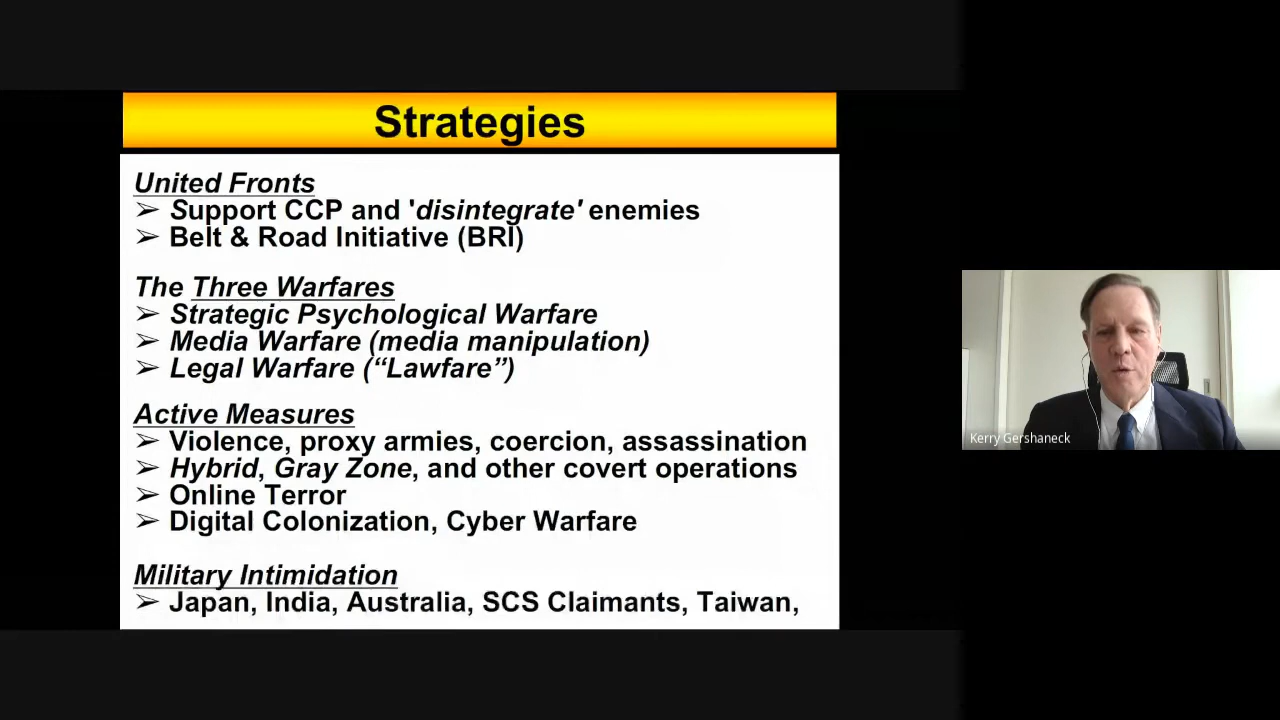 Strategies
United Fronts
➢ Support CCP and 'disintegrate' enemies
➢ Belt & Road Initiative (BRI)
The Three Warfares
➢ Strategic Psychological Warfare
➢ Media Warfare (media manipulation)
➢ Legal Warfare (“Lawfare”)
Active Measures
➢ Violence, proxy armies, coercion, assassination
➢ Hybrid, Gray Zone, and other covert operations
➢ Online Terror
➢ Digital Colonization, Cyber Warfare
Military Intimidation
➢ Japan, India, Australia, SCS Claimants, Taiwan,
Kerry Gershaneck